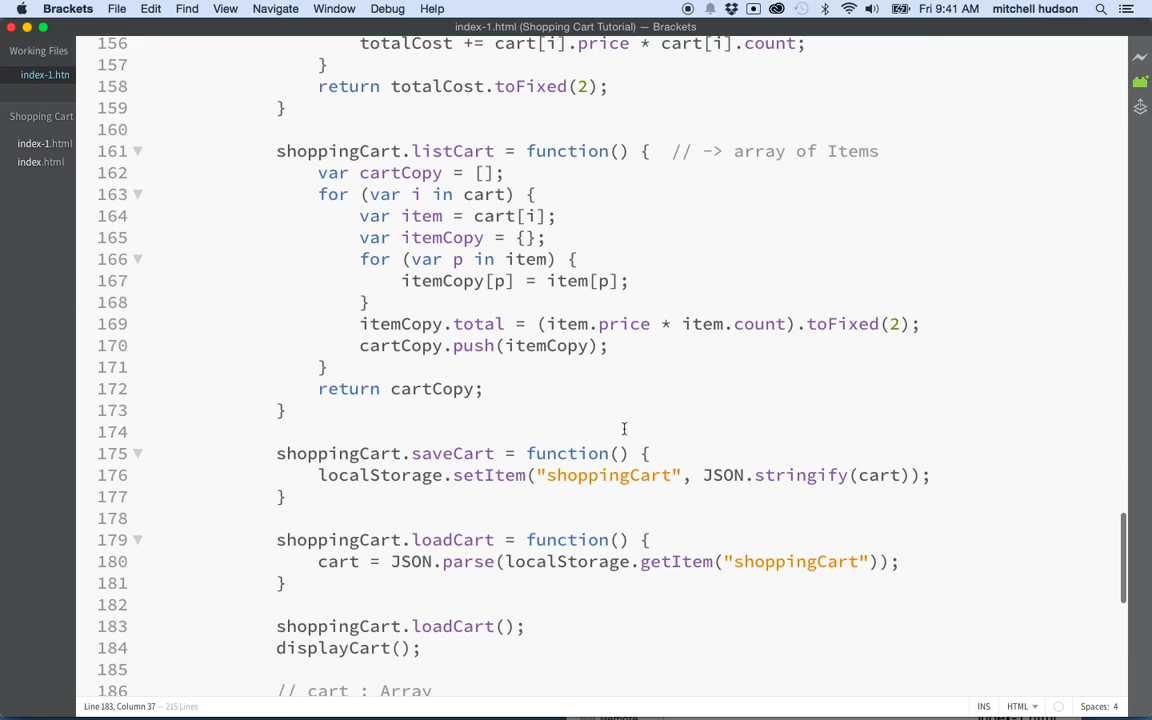 Brackets File Edit Find View Navigate Window Debug Help Fri 9:41 AM mitchell hudson
index-1.html (Shopping Cart Tutorial) — Brackets
Working Files
index-1.htn
Shopping Cart
index-1.html
index.html
156 totalCost += cart[i].price * cart[i].count;
157 }
158 return totalCost.toFixed(2);
159 }
160
161 shoppingCart.listCart = function() { // -> array of Items
162 var cartCopy = [];
163 for (var i in cart) {
164 var item = cart[i];
165 var itemCopy = {};
166 for (var p in item) {
167 itemCopy[p] = item[p];
168 }
169 itemCopy.total = (item.price * item.count).toFixed(2);
170 cartCopy.push(itemCopy);
171 }
172 return cartCopy;
173 }
174
175 shoppingCart.saveCart = function() {
176 localStorage.setItem("shoppingCart", JSON.stringify(cart));
177 }
178
179 shoppingCart.loadCart = function() {
180 cart = JSON.parse(localStorage.getItem("shoppingCart"));
181 }
182
183 shoppingCart.loadCart();
184 displayCart();
185
186 // cart : Array
Line 183, Column 37 — 215 Lines INS HTML Spaces: 4